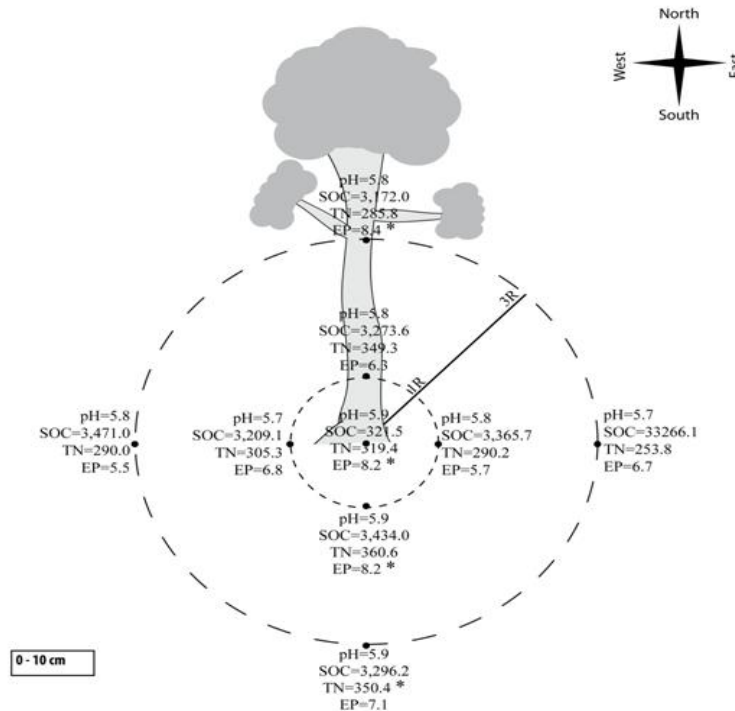 North
West
East
South
pH=5.8
SOC=3,172.0
TN=285.8
EP=8.4 *
3R
pH=5.8
SOC=3,273.6
TN=349.3
EP=6.3
1R
pH=5.8
SOC=3,471.0
TN=290.0
EP=5.5
pH=5.7
SOC=3,209.1
TN=305.3
EP=6.8
pH=5.9
SOC=321.5
TN=319.4
EP=8.2 *
pH=5.8
SOC=3,365.7
TN=290.2
EP=5.7
pH=5.7
SOC=33266.1
TN=253.8
EP=6.7
pH=5.9
SOC=3,434.0
TN=360.6
EP=8.2 *
0 - 10 cm
pH=5.9
SOC=3,296.2
TN=350.4 *
EP=7.1